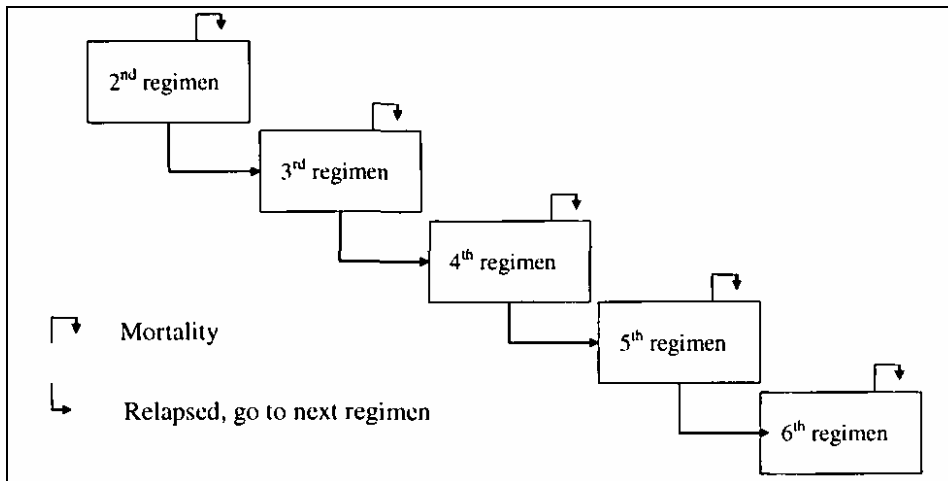 2nd regimen
3rd regimen
4th regimen
5th regimen
6th regimen
Mortality
Relapsed, go to next regimen